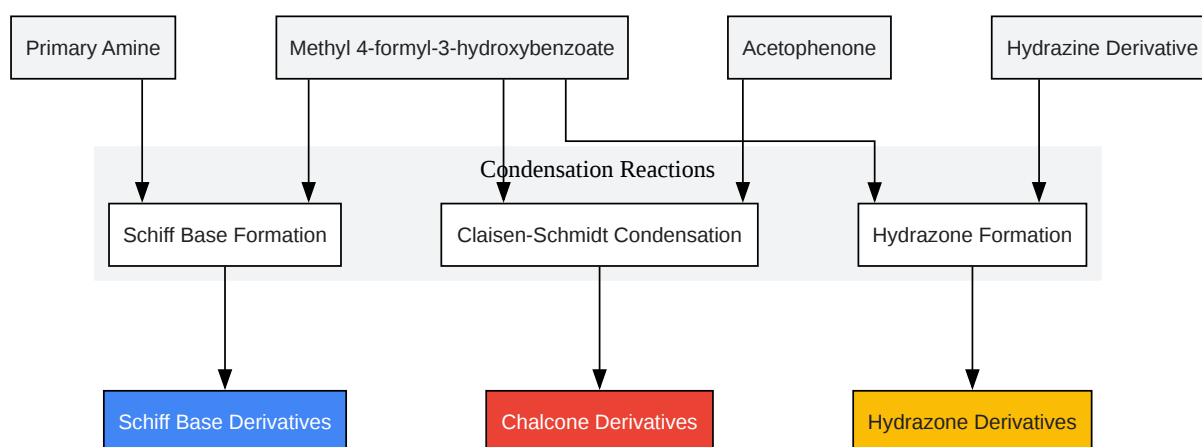 Primary Amine
Methyl 4-formyl-3-hydroxybenzoate
Acetophenone
Hydrazine Derivative
Condensation Reactions
Schiff Base Formation
Claisen-Schmidt Condensation
Hydrazone Formation
Schiff Base Derivatives
Chalcone Derivatives
Hydrazone Derivatives